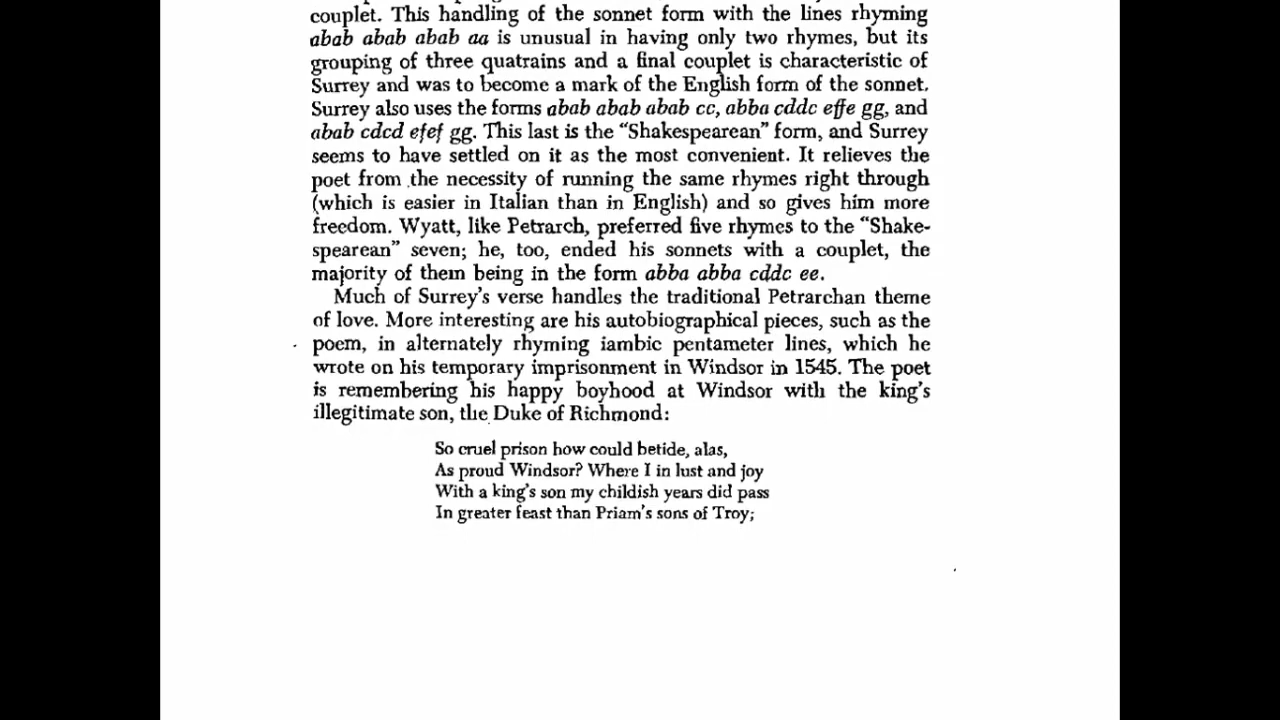 couplet. This handling of the sonnet form with the lines rhyming
abab abab abab aa is unusual in having only two rhymes, but its
grouping of three quatrains and a final couplet is characteristic of
Surrey and was to become a mark of the English form of the sonnet.
Surrey also uses the forms abab abab abab cc, abba cddc effe gg, and
abab cdcd efef gg. This last is the "Shakespearean" form, and Surrey
seems to have settled on it as the most convenient. It relieves the
poet from the necessity of running the same rhymes right through
(which is easier in Italian than in English) and so gives him more
freedom. Wyatt, like Petrarch, preferred five rhymes to the "Shake-
spearean" seven; he, too, ended his sonnets with a couplet, the
majority of them being in the form abba abba cddc ee.
Much of Surrey's verse handles the traditional Petrarchan theme
of love. More interesting are his autobiographical pieces, such as the
poem, in alternately rhyming iambic pentameter lines, which he
wrote on his temporary imprisonment in Windsor in 1545. The poet
is remembering his happy boyhood at Windsor with the king's
illegitimate son, the Duke of Richmond:
So cruel prison how could betide, alas,
As proud Windsor? Where I in lust and joy
With a king's son my childish years did pass
In greater feast than Priam's sons of Troy;